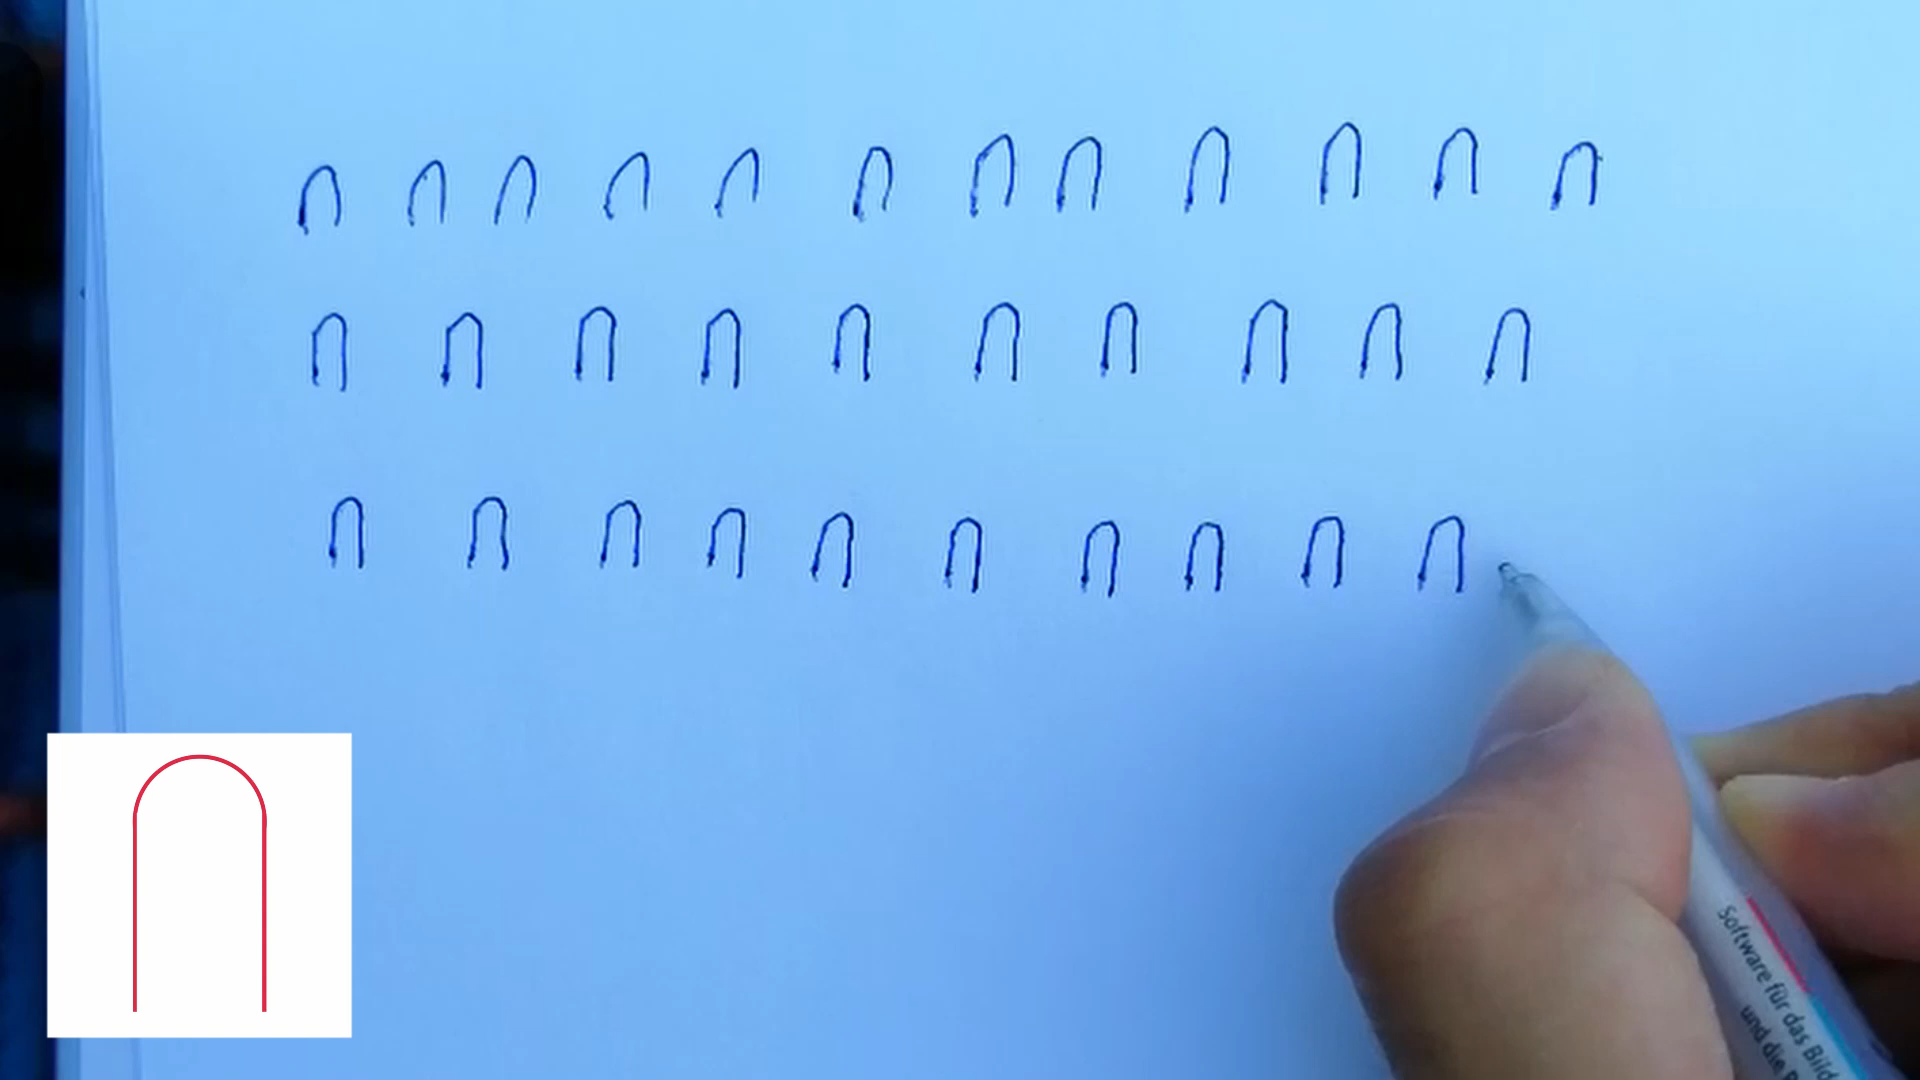 ∩ ∩ ∩ ∩ ∩ ∩ ∩ ∩ ∩ ∩ ∩ ∩
∩ ∩ ∩ ∩ ∩ ∩ ∩ ∩ ∩ ∩
∩ ∩ ∩ ∩ ∩ ∩ ∩ ∩ ∩ ∩
∩
Software für das Bild
und die